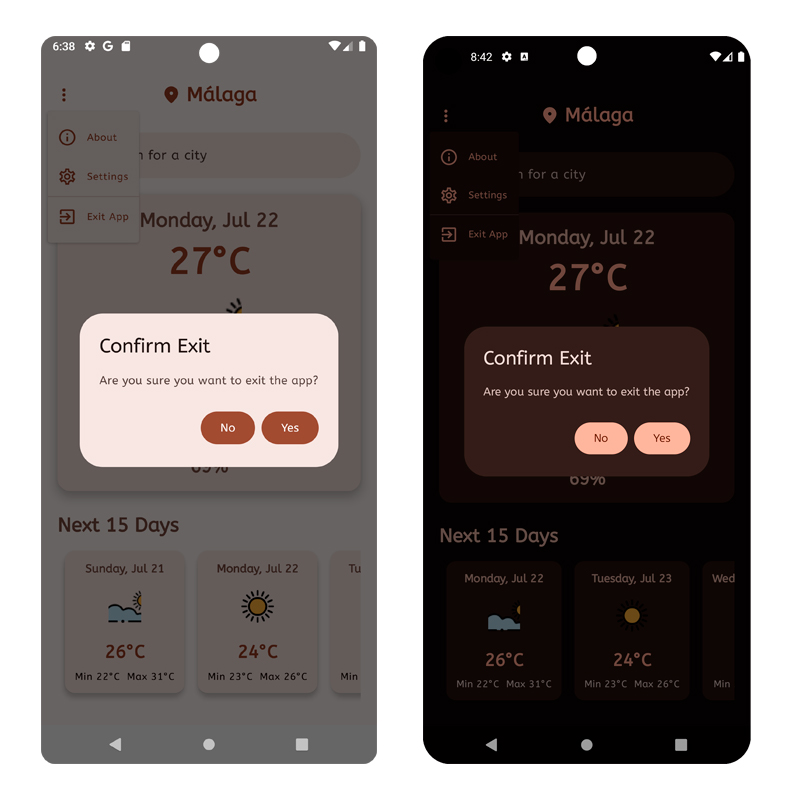 6:38
Málaga
About
n for a city
Settings
Exit App
Monday, Jul 22
27°C
Confirm Exit
Are you sure you want to exit the app?
No Yes
69%
Next 15 Days
Sunday, Jul 21 Monday, Jul 22 Tu
26°C 24°C
Min 22°C Max 31°C Min 23°C Max 26°C Min
8:42
Málaga
About
n for a city
Settings
Exit App
Monday, Jul 22
27°C
Confirm Exit
Are you sure you want to exit the app?
No Yes
69%
Next 15 Days
Monday, Jul 22 Tuesday, Jul 23 Wed
26°C 24°C
Min 22°C Max 31°C Min 23°C Max 26°C Min